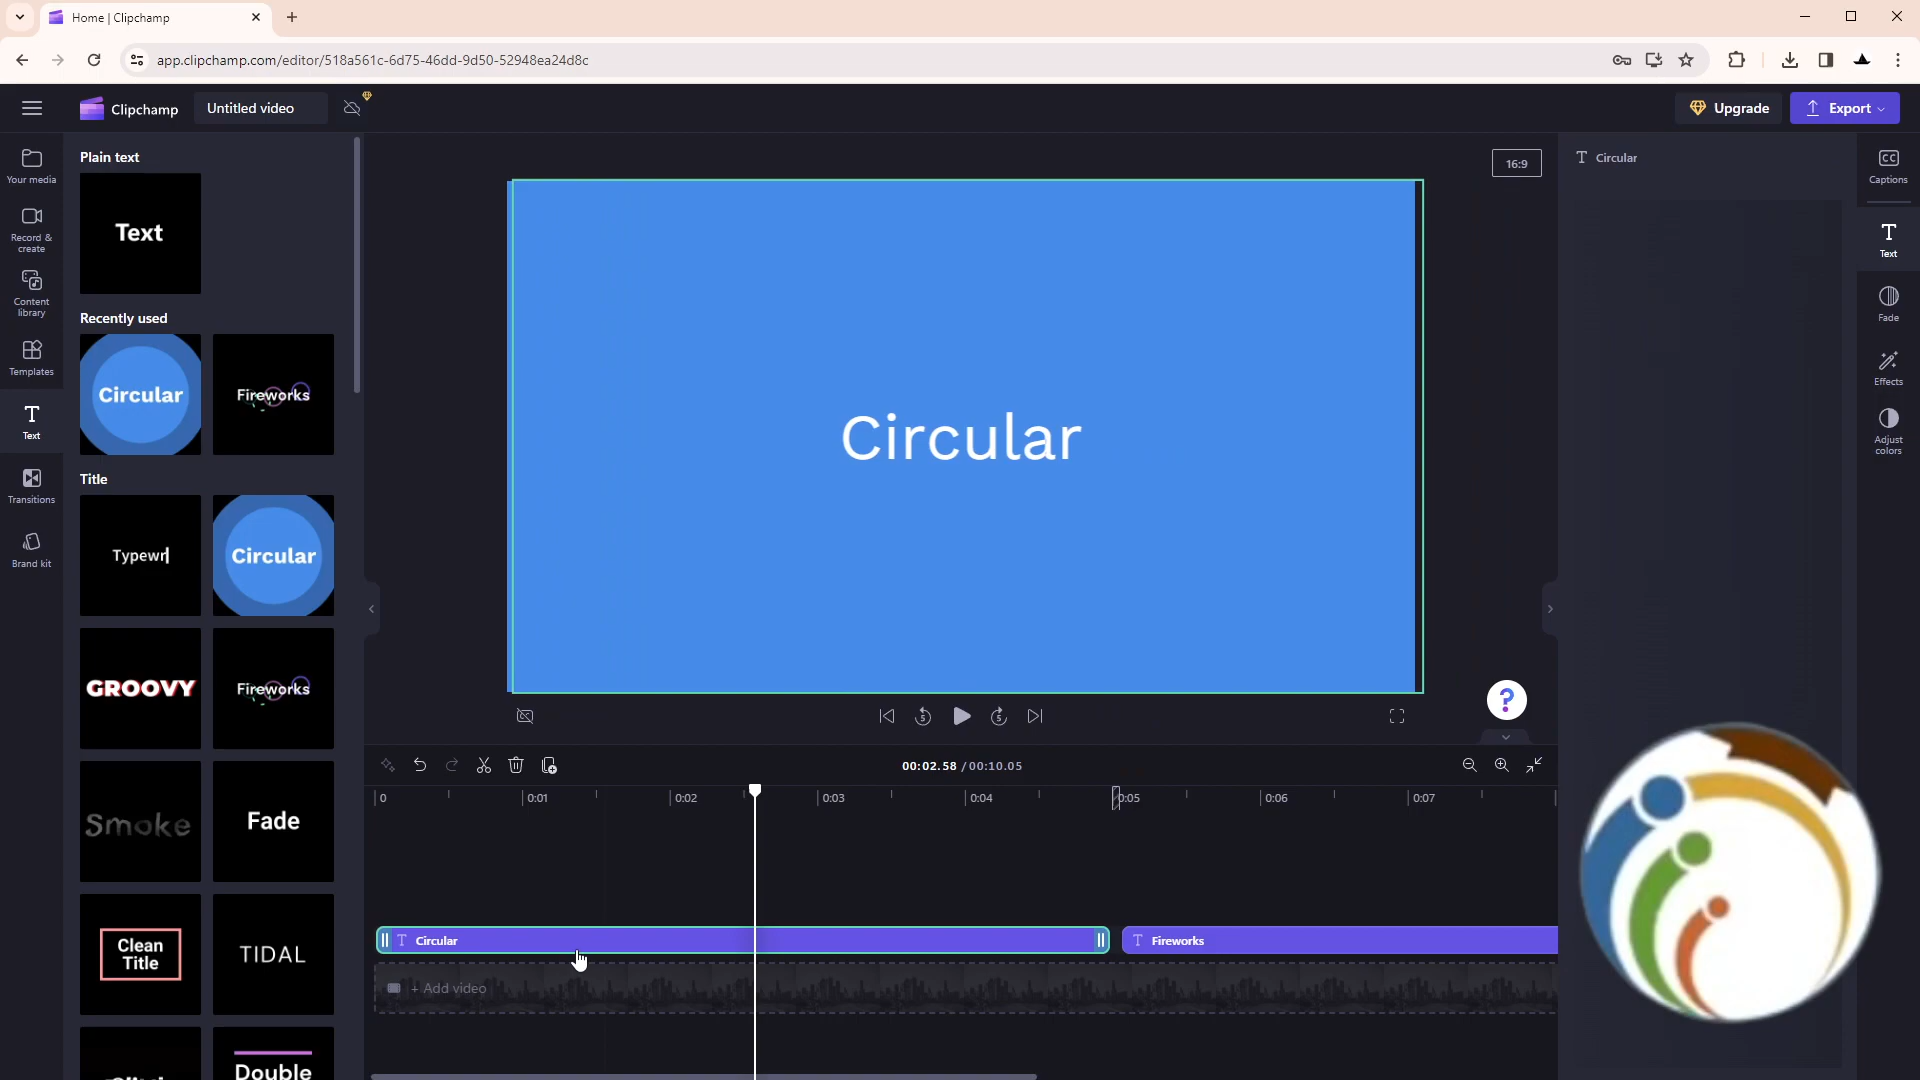 Home | Clipchamp
app.clipchamp.com/editor/518a561c-6d75-46dd-9d50-52948ea24d8c
Clipchamp
Untitled video
Upgrade
Export
Your media
Record & create
Content library
Templates
Text
Transitions
Brand kit
Plain text
Text
Recently used
Circular
Fireworks
Title
Typewr
Circular
GROOVY
Fireworks
Smoke
Fade
Clean Title
TIDAL
Double
16:9
Circular
?
00:02.58 / 00:10.05
0 0:01 0:02 0:03 0:04 0:05 0:06 0:07
Circular
Fireworks
+ Add video
Circular
CC
Captions
Text
Fade
Effects
Adjust colors